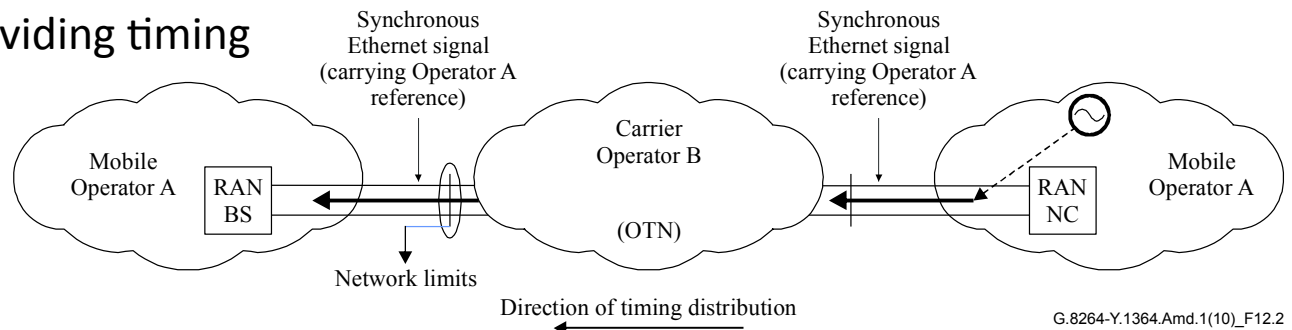 viding timing
Synchronous
Ethernet signal
(carrying Operator A
reference)
Synchronous
Ethernet signal
(carrying Operator A
reference)
Mobile
Operator A
RAN
BS
Carrier
Operator B
(OTN)
RAN
NC
Mobile
Operator A
Network limits
Direction of timing distribution
G.8264-Y.1364.Amd.1(10)_F12.2